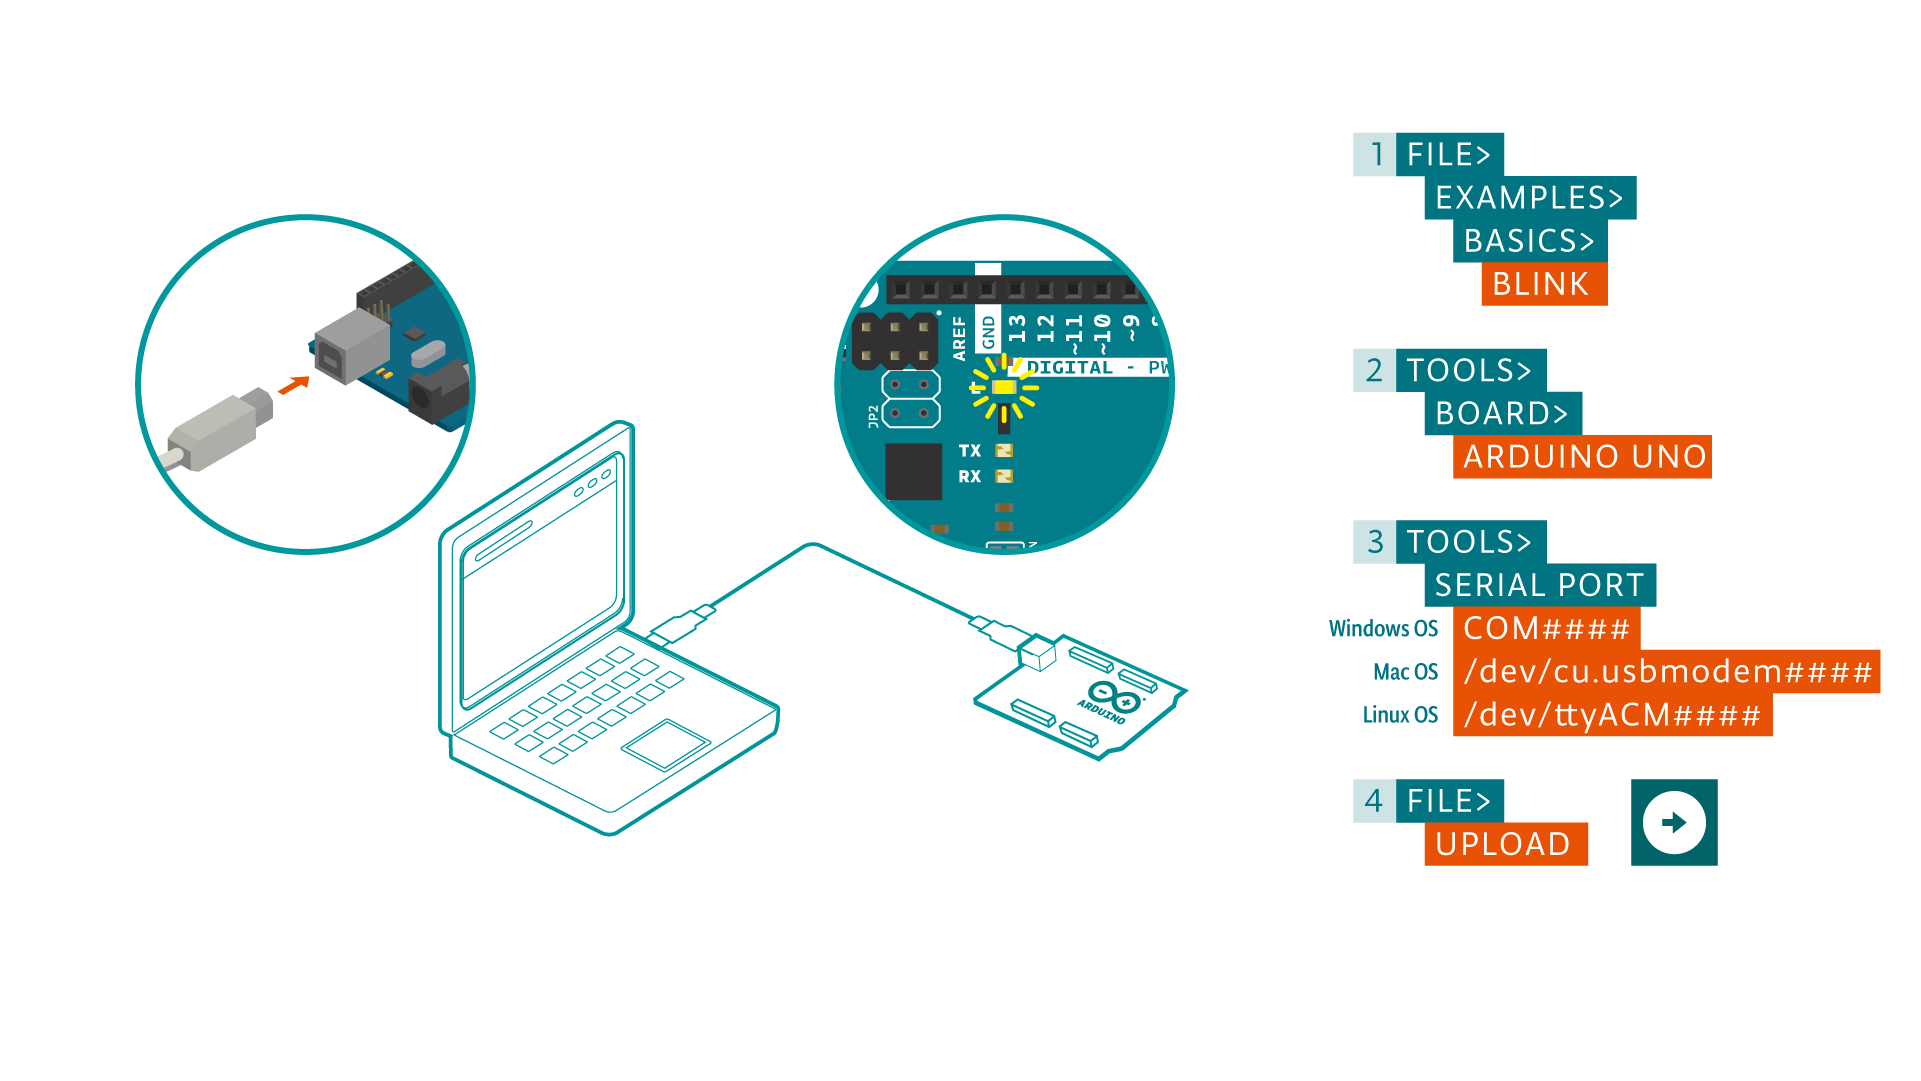 AREF
GND
13
12
~11
~10
~9
DIGITAL - PW
L
JP2
TX
RX
N
ARDUINO
1 FILE>
EXAMPLES>
BASICS>
BLINK
2 TOOLS>
BOARD>
ARDUINO UNO
3 TOOLS>
SERIAL PORT
Windows OS COM####
Mac OS /dev/cu.usbmodem####
Linux OS /dev/ttyACM####
4 FILE>
UPLOAD